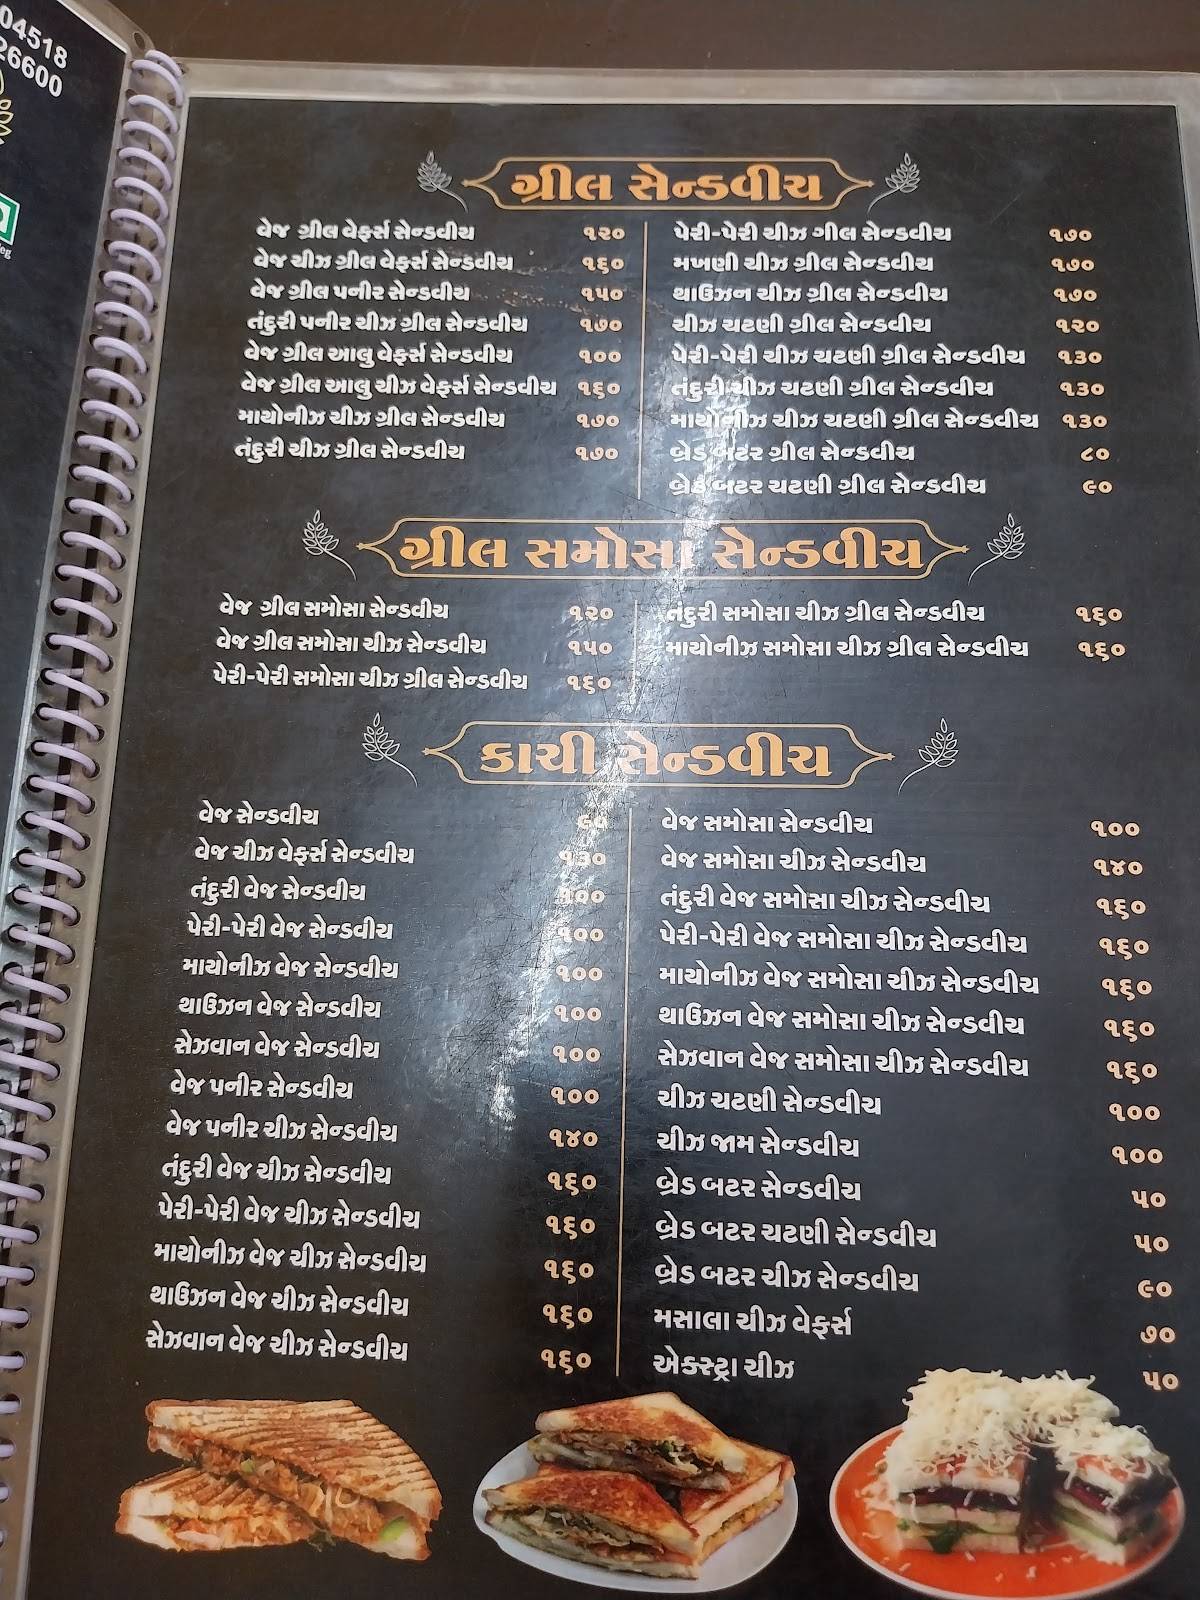 04518
26600
eg
ગ્રીલ સેન્ડવીચ
વેજ ગ્રીલ વેફર્સ સેન્ડવીચ ૧૨૦
વેજ ચીઝ ગ્રીલ વેફર્સ સેન્ડવીચ ૧૬૦
વેજ ગ્રીલ પનીર સેન્ડવીચ ૧૫૦
તંદુરી પનીર ચીઝ ગ્રીલ સેન્ડવીચ ૧૭૦
વેજ ગ્રીલ આલુ વેફર્સ સેન્ડવીચ ૧૦૦
વેજ ગ્રીલ આલુ ચીઝ વેફર્સ સેન્ડવીચ ૧૬૦
માયોનીઝ ચીઝ ગ્રીલ સેન્ડવીચ ૧૭૦
તંદુરી ચીઝ ગ્રીલ સેન્ડવીચ ૧૭૦
પેરી-પેરી ચીઝ ગીલ સેન્ડવીચ ૧૭૦
મખણી ચીઝ ગ્રીલ સેન્ડવીચ ૧૭૦
થાઉઝન ચીઝ ગ્રીલ સેન્ડવીચ ૧૭૦
ચીઝ ચટણી ગ્રીલ સેન્ડવીચ ૧૨૦
પેરી-પેરી ચીઝ ચટણી ગ્રીલ સેન્ડવીચ ૧૩૦
તંદુરી ચીઝ ચટણી ગ્રીલ સેન્ડવીચ ૧૩૦
માયોનીઝ ચીઝ ચટણી ગ્રીલ સેન્ડવીચ ૧૩૦
બ્રેડ બટર ગ્રીલ સેન્ડવીચ ૮૦
બ્રેડ બટર ચટણી ગ્રીલ સેન્ડવીચ ૯૦
ગ્રીલ સમોસા સેન્ડવીચ
વેજ ગ્રીલ સમોસા સેન્ડવીચ ૧૨૦
વેજ ગ્રીલ સમોસા ચીઝ સેન્ડવીચ ૧૫૦
પેરી-પેરી સમોસા ચીઝ ગ્રીલ સેન્ડવીચ ૧૬૦
તંદુરી સમોસા ચીઝ ગ્રીલ સેન્ડવીચ ૧૬૦
માયોનીઝ સમોસા ચીઝ ગ્રીલ સેન્ડવીચ ૧૬૦
કાચી સેન્ડવીચ
વેજ સેન્ડવીચ ૯૦
વેજ ચીઝ વેફર્સ સેન્ડવીચ ૧૩૦
તંદુરી વેજ સેન્ડવીચ ૧૦૦
પેરી-પેરી વેજ સેન્ડવીચ ૧૦૦
માયોનીઝ વેજ સેન્ડવીચ ૧૦૦
થાઉઝન વેજ સેન્ડવીચ ૧૦૦
સેઝવાન વેજ સેન્ડવીચ ૧૦૦
વેજ પનીર સેન્ડવીચ ૧૦૦
વેજ પનીર ચીઝ સેન્ડવીચ ૧૪૦
તંદુરી વેજ ચીઝ સેન્ડવીચ ૧૬૦
પેરી-પેરી વેજ ચીઝ સેન્ડવીચ ૧૬૦
માયોનીઝ વેજ ચીઝ સેન્ડવીચ ૧૬૦
થાઉઝન વેજ ચીઝ સેન્ડવીચ ૧૬૦
સેઝવાન વેજ ચીઝ સેન્ડવીચ ૧૬૦
વેજ સમોસા સેન્ડવીચ ૧૦૦
વેજ સમોસા ચીઝ સેન્ડવીચ ૧૪૦
તંદુરી વેજ સમોસા ચીઝ સેન્ડવીચ ૧૬૦
પેરી-પેરી વેજ સમોસા ચીઝ સેન્ડવીચ ૧૬૦
માયોનીઝ વેજ સમોસા ચીઝ સેન્ડવીચ ૧૬૦
થાઉઝન વેજ સમોસા ચીઝ સેન્ડવીચ ૧૬૦
સેઝવાન વેજ સમોસા ચીઝ સેન્ડવીચ ૧૬૦
ચીઝ ચટણી સેન્ડવીચ ૧૦૦
ચીઝ જામ સેન્ડવીચ ૧૦૦
બ્રેડ બટર સેન્ડવીચ ૫૦
બ્રેડ બટર ચટણી સેન્ડવીચ ૫૦
બ્રેડ બટર ચીઝ સેન્ડવીચ ૯૦
મસાલા ચીઝ વેફર્સ ૭૦
એક્સ્ટ્રા ચીઝ ૫૦